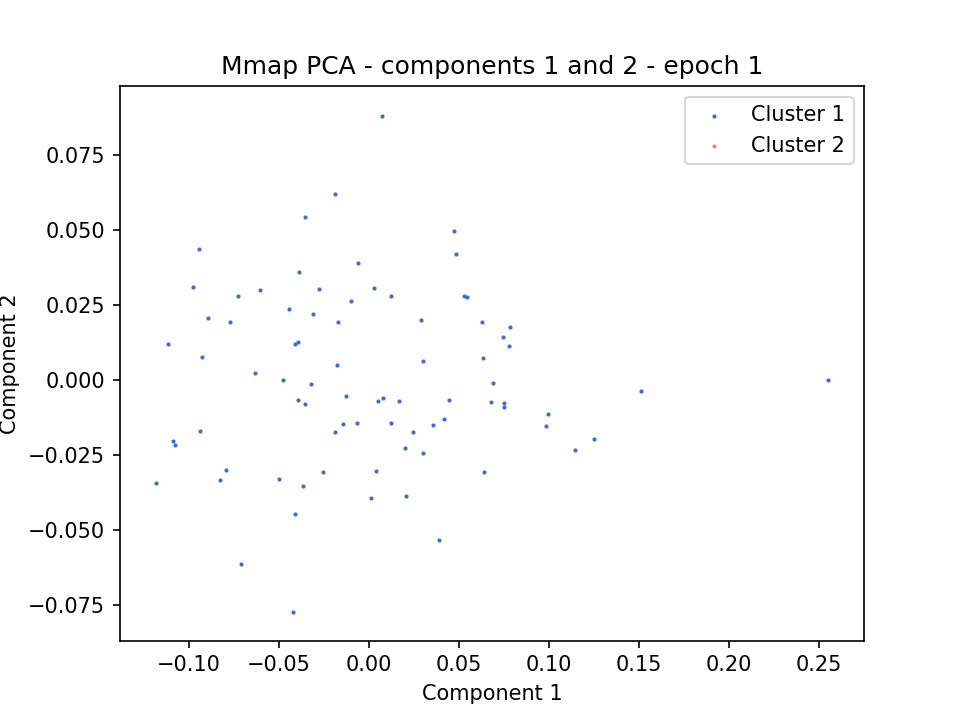 Mmap PCA - components 1 and 2 - epoch 1
Cluster 1
Cluster 2
Component 2
0.075
0.050
0.025
0.000
−0.025
−0.050
−0.075
−0.10 −0.05 0.00 0.05 0.10 0.15 0.20 0.25
Component 1